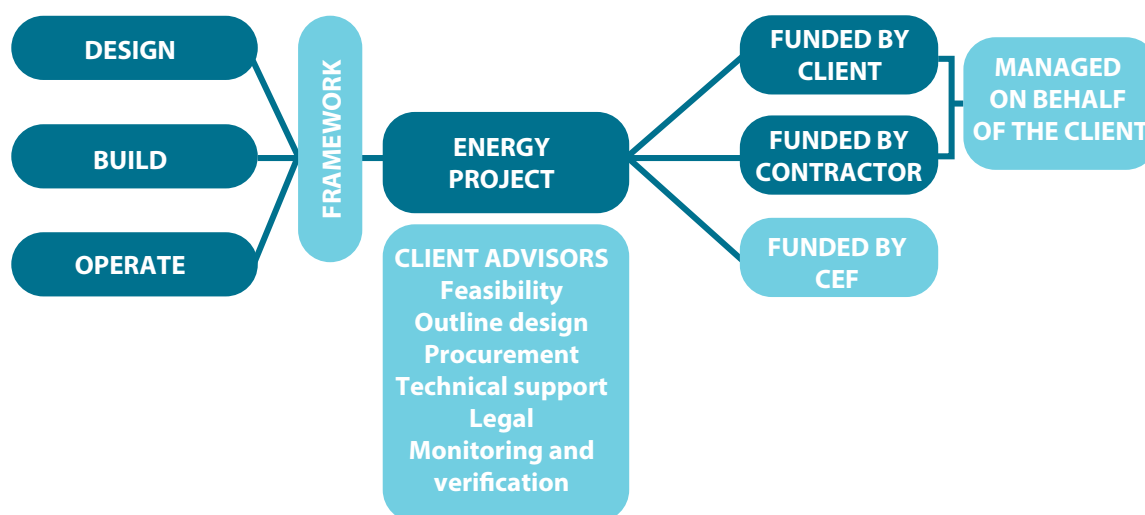 DESIGN
BUILD
OPERATE
FRAMEWORK
ENERGY
PROJECT
CLIENT ADVISORS
Feasibility
Outline design
Procurement
Technical support
Legal
Monitoring and
verification
FUNDED BY
CLIENT
FUNDED BY
CONTRACTOR
FUNDED BY
CEF
MANAGED
ON BEHALF
OF THE CLIENT